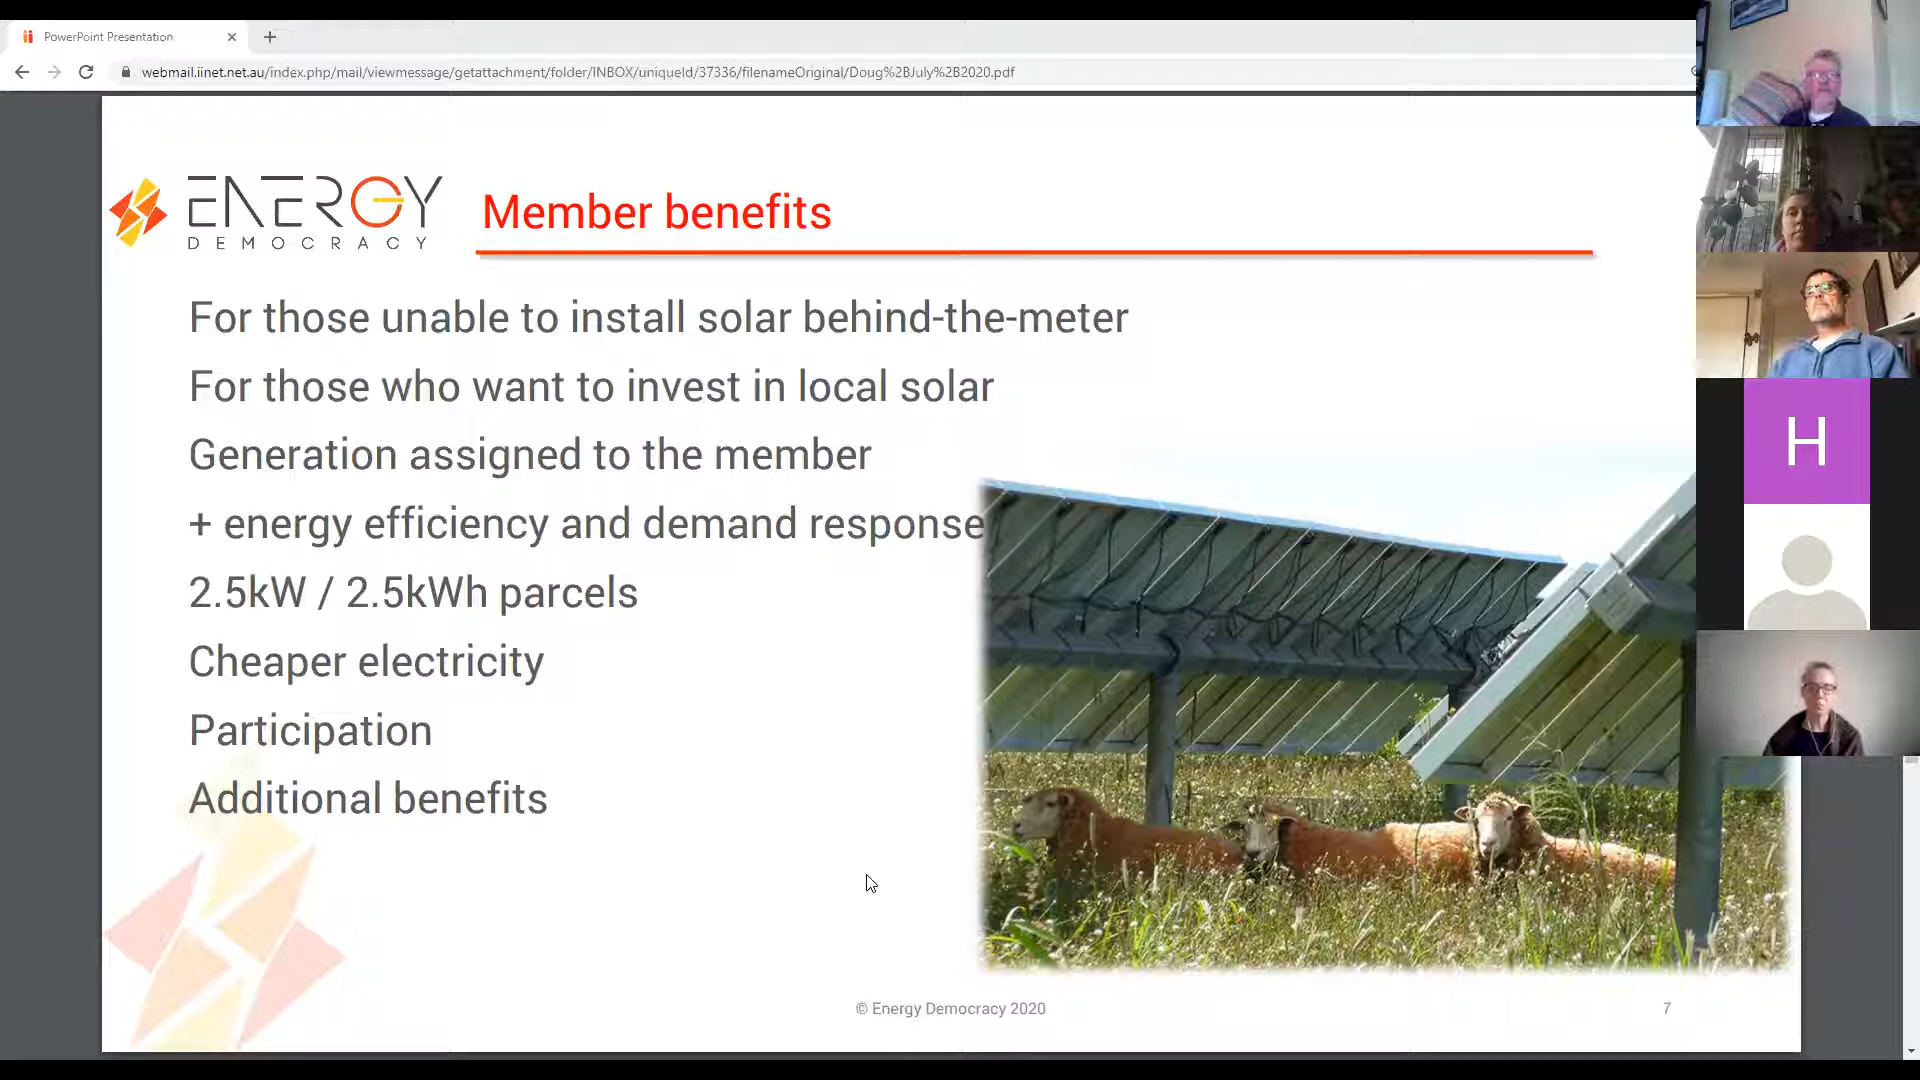 PowerPoint Presentation
webmail.iinet.net.au/index.php/mail/viewmessage/getattachment/folder/INBOX/uniqueId/37336/filenameOriginal/Doug%2BJuly%2B2020.pdf
ENERGY
DEMOCRACY
Member benefits
For those unable to install solar behind-the-meter
For those who want to invest in local solar
Generation assigned to the member
+ energy efficiency and demand response
2.5kW / 2.5kWh parcels
Cheaper electricity
Participation
Additional benefits
© Energy Democracy 2020
7
H